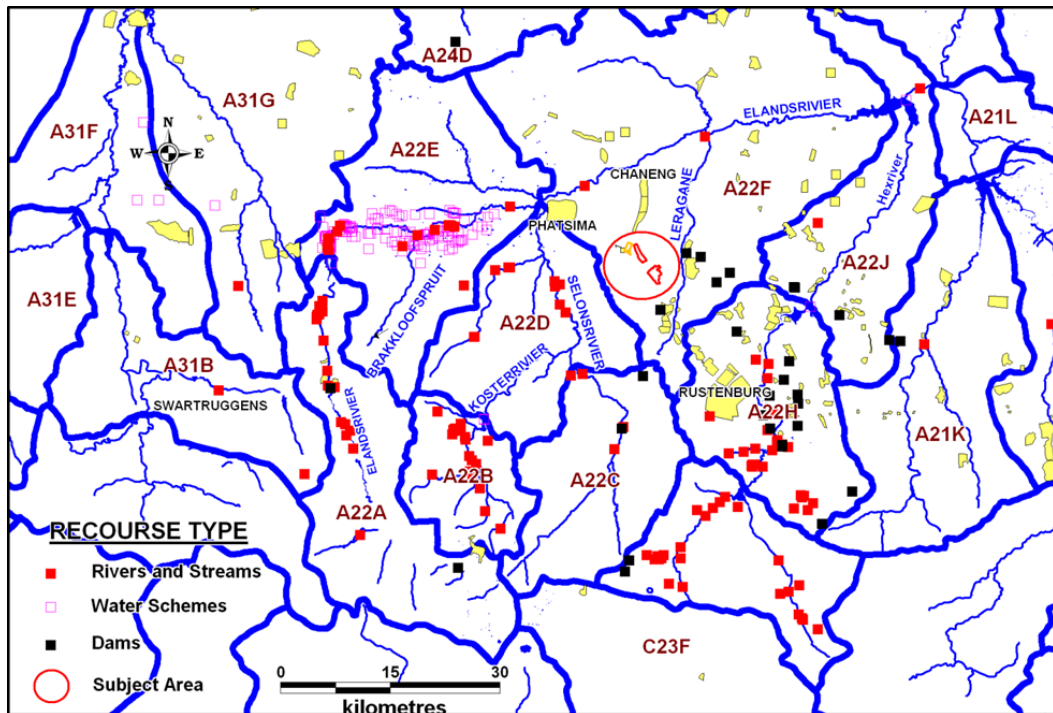 A24D
A31G
ELANDSRIVIER
A21L
A31F
N
W E
S
A22E
CHANENG
A22F
Hexriver
PHATSIMA
LERAGANE
A22J
A31E
BRAKKLOOFSPRUIT
A22D
SELONSRIVIER
A31B
SWARTRUGGENS
KOSTERRIVIER
RUSTENBURG
A22H
ELANDSRIVIER
A21K
A22B
A22C
A22A
RECOURSE TYPE
Rivers and Streams
Water Schemes
Dams
Subject Area
C23F
0 15 30
kilometres